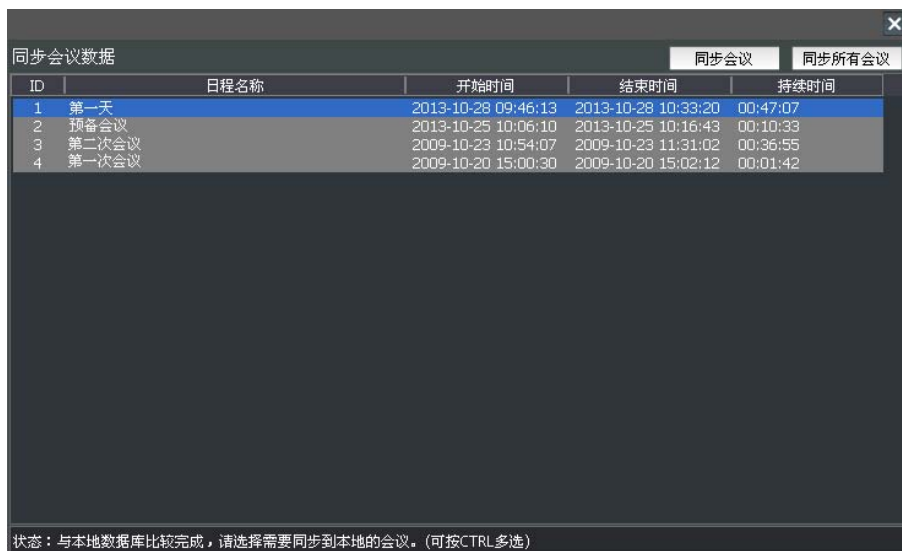 同步会议数据 同步会议 同步所有会议
ID 日程名称 开始时间 结束时间 持续时间
1 第一天 2013-10-28 09:46:13 2013-10-28 10:33:20 00:47:07
2 预备会议 2013-10-25 10:06:10 2013-10-25 10:16:43 00:10:33
3 第二次会议 2009-10-23 10:54:07 2009-10-23 11:31:02 00:36:55
4 第一次会议 2009-10-20 15:00:30 2009-10-20 15:02:12 00:01:42
状态：与本地数据库比较完成，请选择需要同步到本地的会议。(可按CTRL多选)